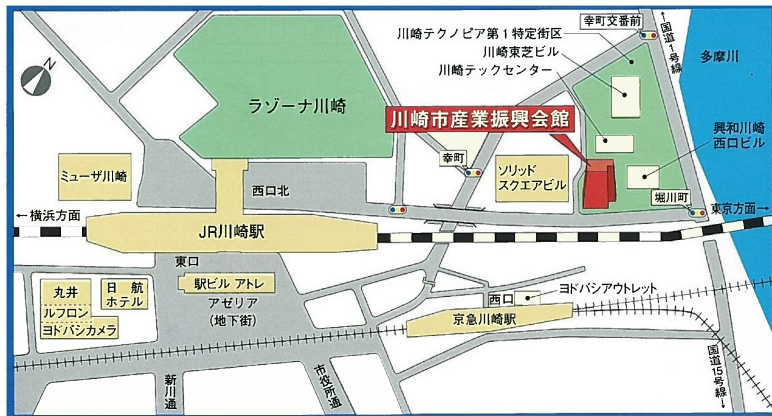 幸町交番前
←国道1号線
川崎テクノピア第1特定街区
川崎東芝ビル
川崎テックセンター
多摩川
ラゾーナ川崎
川崎市産業振興会館
興和川崎
西口ビル
幸町
ソリッド
スクエアビル
ミューザ川崎
西口北
堀川町
←横浜方面
東京方面→
JR川崎駅
東口
丸井
ルフロン
ヨドバシカメラ
日航
ホテル
駅ビル アトレ
アゼリア
(地下街)
西口
ヨドバシアウトレット
京急川崎駅
新川通
市役所通
国道15号線→